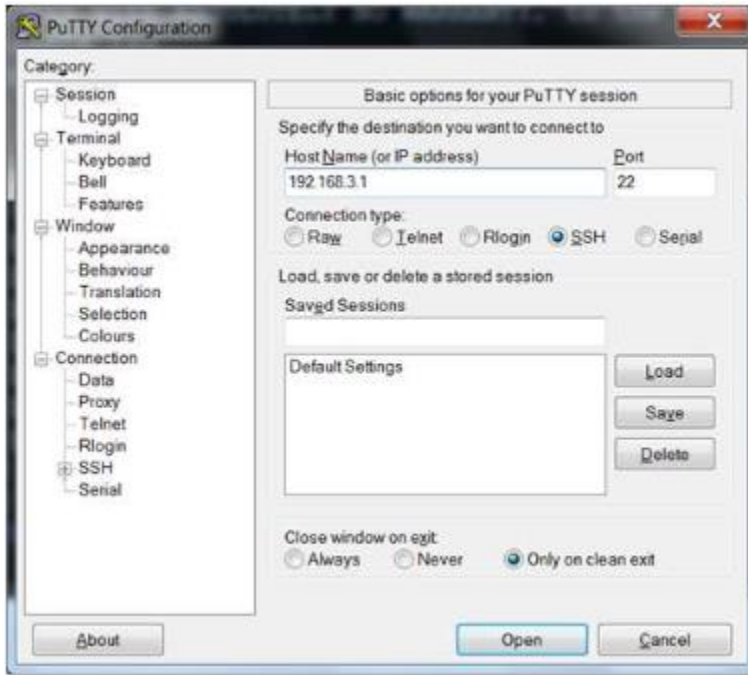 PuTTY Configuration
Category:
Session
Logging
Terminal
Keyboard
Bell
Features
Window
Appearance
Behaviour
Translation
Selection
Colours
Connection
Data
Proxy
Telnet
Rlogin
SSH
Serial
Basic options for your PuTTY session
Specify the destination you want to connect to
Host Name (or IP address) Port
192.168.3.1 22
Connection type:
Raw Telnet Rlogin SSH Serial
Load, save or delete a stored session
Saved Sessions
Default Settings
Load
Save
Delete
Close window on exit:
Always Never Only on clean exit
About Open Cancel